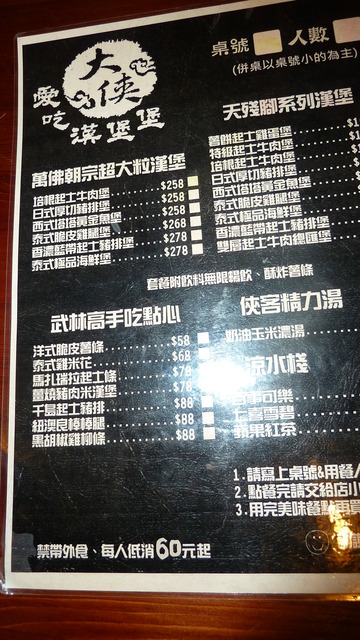 大俠
愛吃漢堡堡
桌號 人數
(併桌以桌號小的為主)
萬佛朝宗超大粒漢堡
培根起士牛肉堡 $258
日式厚切豬排堡 $258
西式塔塔黃金魚堡 $258
泰式脆皮雞腿堡 $268
香濃藍帶起士豬排堡 $278
泰式極品海鮮堡 $278
天殘腳系列漢堡
薯餅起士雞蛋堡
特級起士牛肉堡
培根起士牛肉堡
日式厚切豬排堡
西式塔塔黃金魚堡
泰式脆皮雞腿堡
泰式極品海鮮堡
香濃藍帶起士豬排堡
雙層起士牛肉總匯堡
套餐附飲料無限暢飲、酥炸薯條
武林高手吃點心
洋式脆皮薯條 $58
泰式雞米花 $68
馬扎瑞拉起士條 $78
薑燒豬肉米漢堡 $78
千島起士豬排 $88
紐澳良棒棒腿 $88
黑胡椒雞柳條 $88
俠客精力湯
奶油玉米濃湯
涼水棧
百事可樂
七喜雪碧
蘋果紅茶
1.請寫上桌號&用餐人
2.點餐完請交給店小
3.用完美味餐點再買
禁帶外食、每人低消60元起